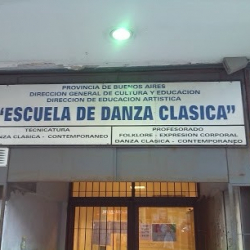 PROVINCIA DE BUENOS AIRES
DIRECCION GENERAL DE CULTURA Y EDUCACION
DIRECCION DE EDUCACION ARTISTICA
"ESCUELA DE DANZA CLASICA"
TECNICATURA
DANZA CLASICA - CONTEMPORANEO
PROFESORADO
FOLKLORE - EXPRESION CORPORAL
DANZA CLASICA - CONTEMPORANEO